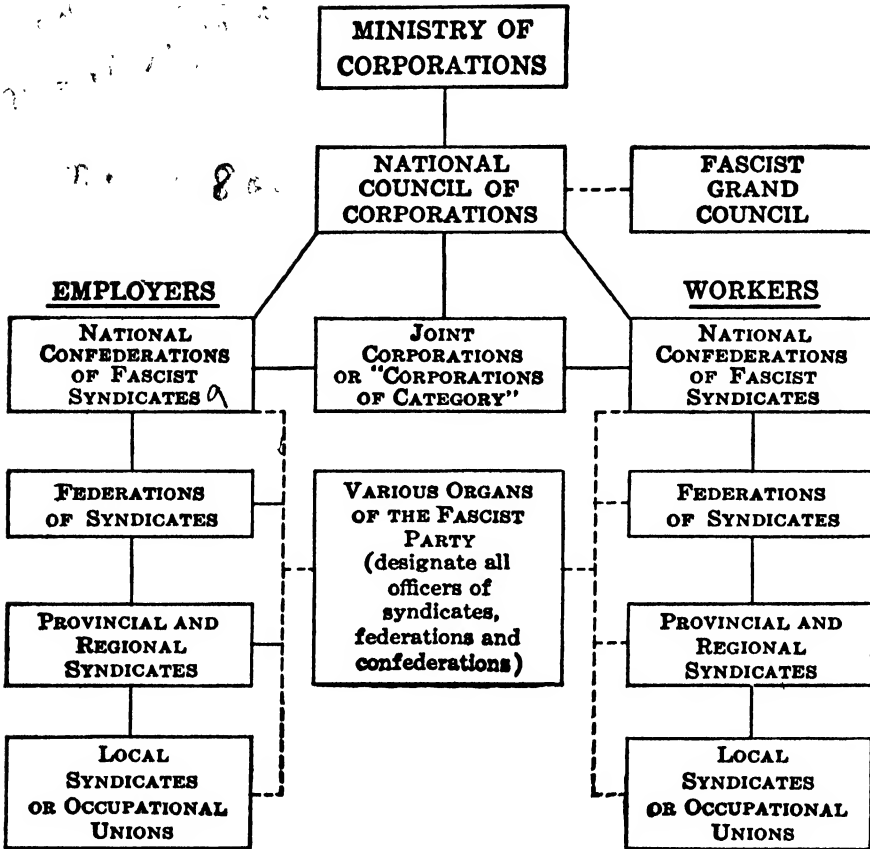 MINISTRY OF
CORPORATIONS
NATIONAL
COUNCIL OF
CORPORATIONS
FASCIST
GRAND
COUNCIL
EMPLOYERS
WORKERS
NATIONAL
CONFEDERATIONS
OF FASCIST
SYNDICATES
JOINT
CORPORATIONS
OR "CORPORATIONS
OF CATEGORY"
NATIONAL
CONFEDERATIONS
OF FASCIST
SYNDICATES
FEDERATIONS
OF SYNDICATES
VARIOUS ORGANS
OF THE FASCIST
PARTY
(designate all
officers of
syndicates,
federations and
confederations)
FEDERATIONS
OF SYNDICATES
PROVINCIAL AND
REGIONAL
SYNDICATES
PROVINCIAL AND
REGIONAL
SYNDICATES
LOCAL
SYNDICATES
OR OCCUPATIONAL
UNIONS
LOCAL
SYNDICATES
OR OCCUPATIONAL
UNIONS